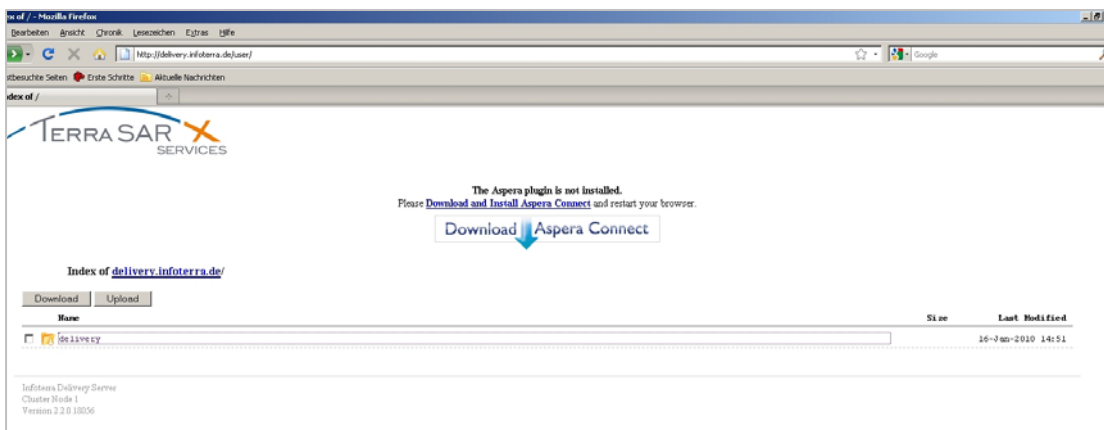 ex of / - Mozilla Firefox
Bearbeiten Ansicht Chronik Lesezeichen Extras Hilfe
http://delivery.infoterra.de/user/
Google
stbesuchte Seiten Erste Schritte Aktuelle Nachrichten
ndex of /
TERRA SAR X
SERVICES
The Aspera plugin is not installed.
Please Download and Install Aspera Connect and restart your browser.
Download Aspera Connect
Index of delivery.infoterra.de/
Download Upload
Name Size Last Modified
delivery 16-Jan-2010 14:51
Infoterra Delivery Server
Cluster Node 1
Version 2.2.0.18056